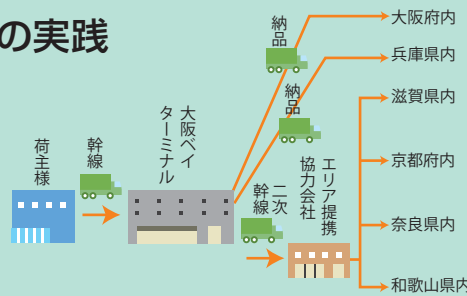 の実践
納品
納品
大阪府内
兵庫県内
滋賀県内
京都府内
奈良県内
和歌山県内
荷主様
幹線
大阪ベイ
ターミナル
二次
幹線
エリア提携
協力会社